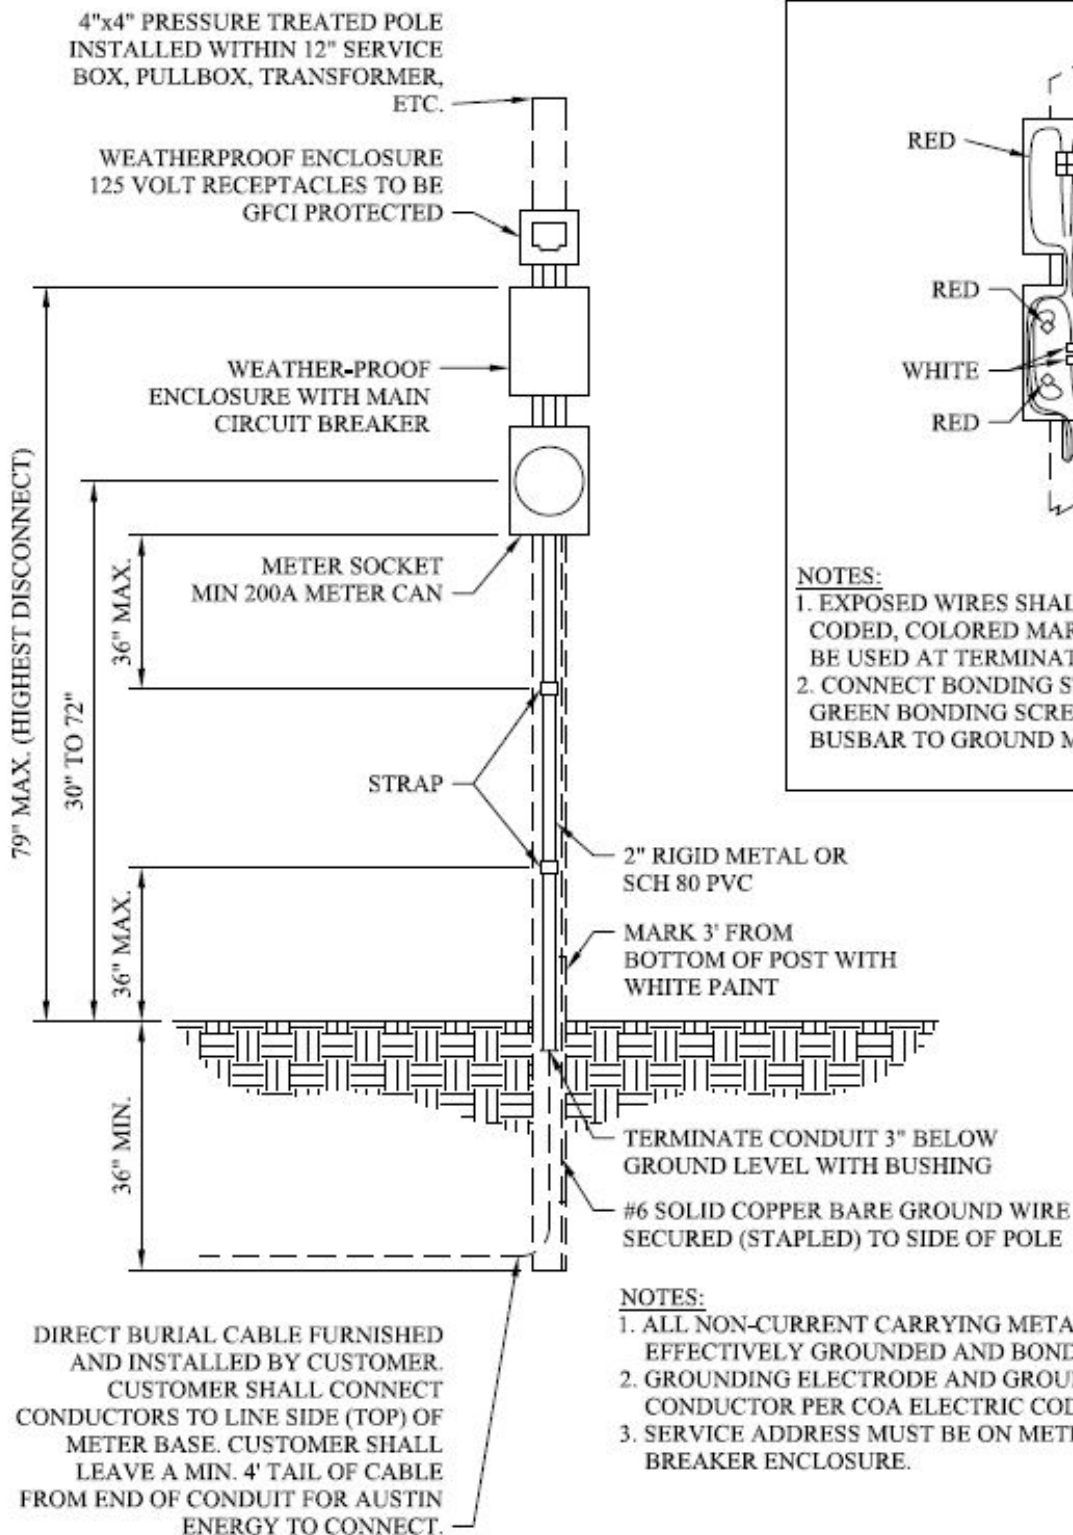 4"x4" PRESSURE TREATED POLE
INSTALLED WITHIN 12" SERVICE
BOX, PULLBOX, TRANSFORMER,
ETC.
WEATHERPROOF ENCLOSURE
125 VOLT RECEPTACLES TO BE
GFCI PROTECTED
WEATHER-PROOF
ENCLOSURE WITH MAIN
CIRCUIT BREAKER
METER SOCKET
MIN 200A METER CAN
79" MAX. (HIGHEST DISCONNECT)
30" TO 72"
36" MAX.
STRAP
36" MAX.
36" MIN.
2" RIGID METAL OR
SCH 80 PVC
MARK 3' FROM
BOTTOM OF POST WITH
WHITE PAINT
TERMINATE CONDUIT 3" BELOW
GROUND LEVEL WITH BUSHING
#6 SOLID COPPER BARE GROUND WIRE
SECURED (STAPLED) TO SIDE OF POLE
DIRECT BURIAL CABLE FURNISHED
AND INSTALLED BY CUSTOMER.
CUSTOMER SHALL CONNECT
CONDUCTORS TO LINE SIDE (TOP) OF
METER BASE. CUSTOMER SHALL
LEAVE A MIN. 4' TAIL OF CABLE
FROM END OF CONDUIT FOR AUSTIN
ENERGY TO CONNECT.
RED
RED
WHITE
RED
NOTES:
1. EXPOSED WIRES SHAL
CODED, COLORED MAR
BE USED AT TERMINAT
2. CONNECT BONDING S
GREEN BONDING SCRE
BUSBAR TO GROUND M
NOTES:
1. ALL NON-CURRENT CARRYING META
EFFECTIVELY GROUNDED AND BOND
2. GROUNDING ELECTRODE AND GROU
CONDUCTOR PER COA ELECTRIC COD
3. SERVICE ADDRESS MUST BE ON METE
BREAKER ENCLOSURE.